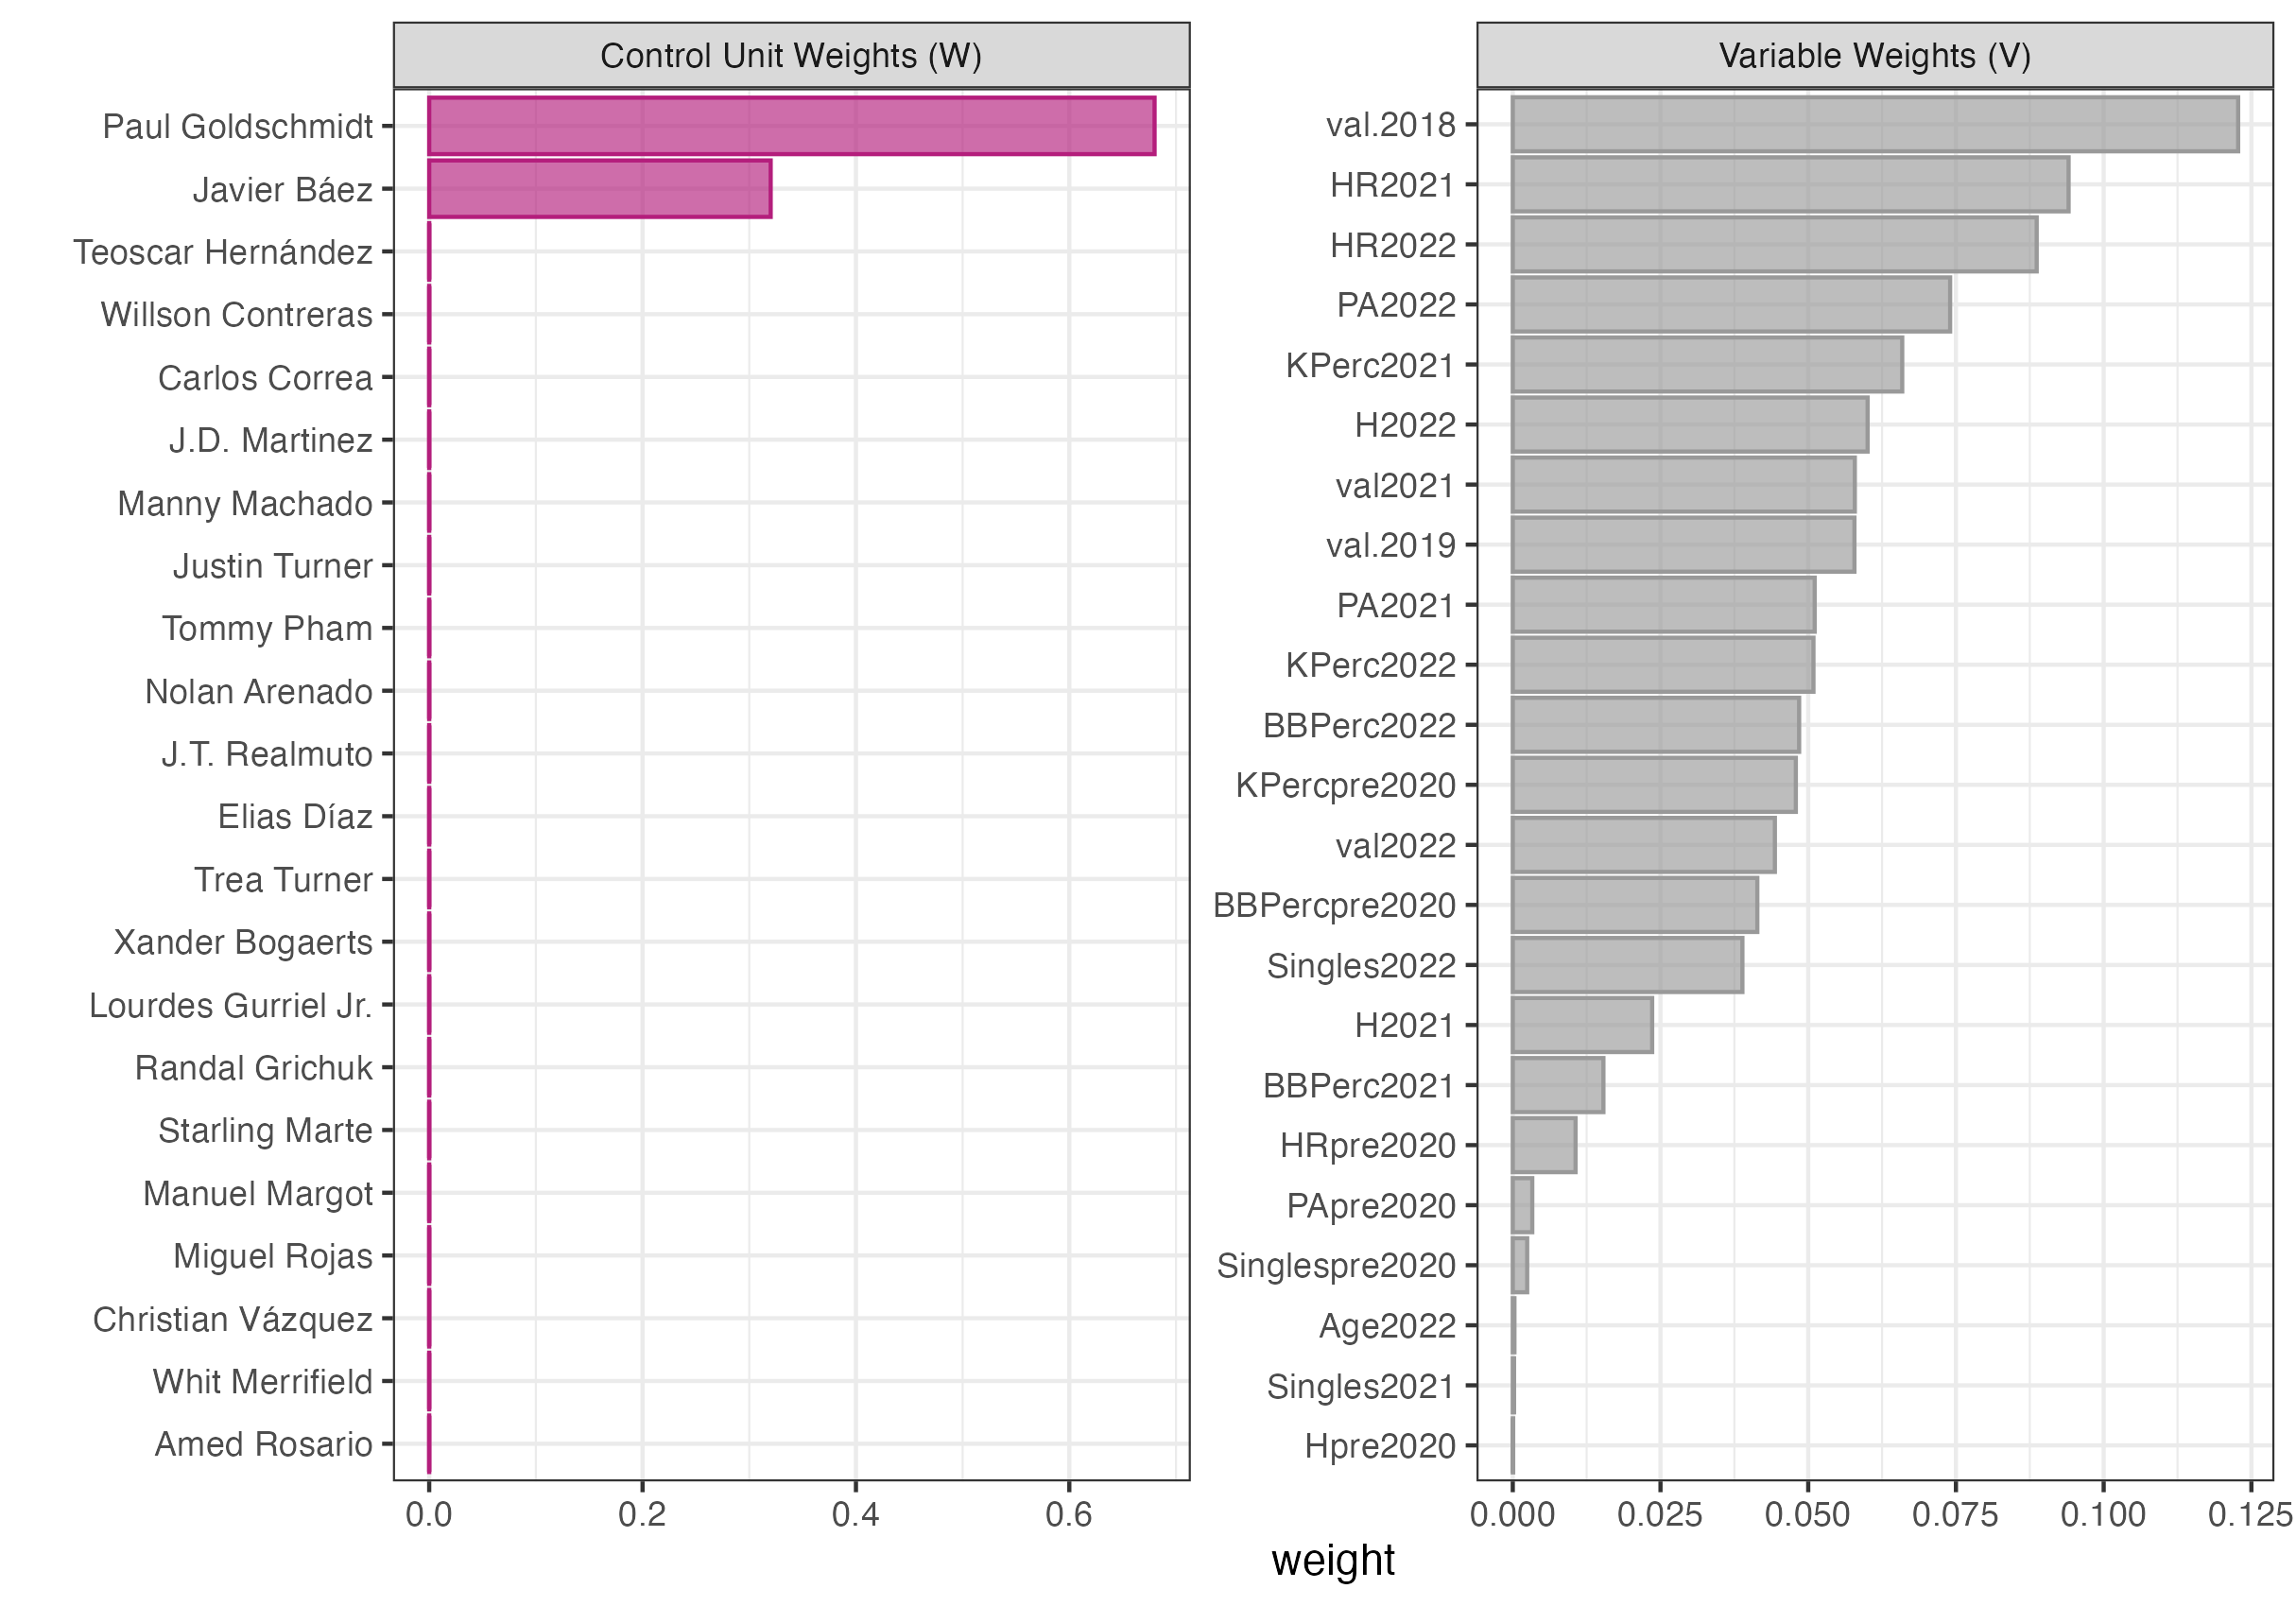 Control Unit Weights (W)
Paul Goldschmidt
Javier Báez
Teoscar Hernández
Willson Contreras
Carlos Correa
J.D. Martinez
Manny Machado
Justin Turner
Tommy Pham
Nolan Arenado
J.T. Realmuto
Elias Díaz
Trea Turner
Xander Bogaerts
Lourdes Gurriel Jr.
Randal Grichuk
Starling Marte
Manuel Margot
Miguel Rojas
Christian Vázquez
Whit Merrifield
Amed Rosario
0.0 0.2 0.4 0.6
Variable Weights (V)
val.2018
HR2021
HR2022
PA2022
KPerc2021
H2022
val2021
val.2019
PA2021
KPerc2022
BBPerc2022
KPercpre2020
val2022
BBPercpre2020
Singles2022
H2021
BBPerc2021
HRpre2020
PApre2020
Singlespre2020
Age2022
Singles2021
Hpre2020
0.000 0.025 0.050 0.075 0.100 0.125
weight